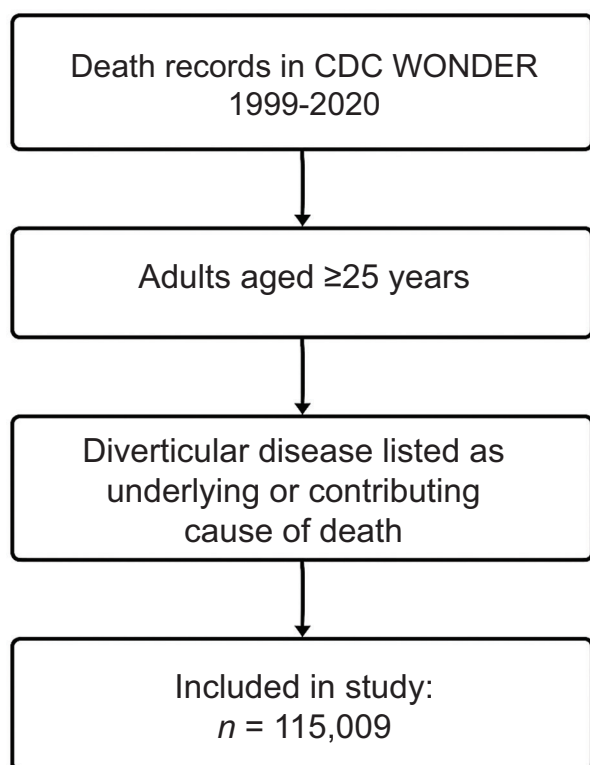 Death records in CDC WONDER
1999-2020
Adults aged ≥25 years
Diverticular disease listed as
underlying or contributing
cause of death
Included in study:
n = 115,009